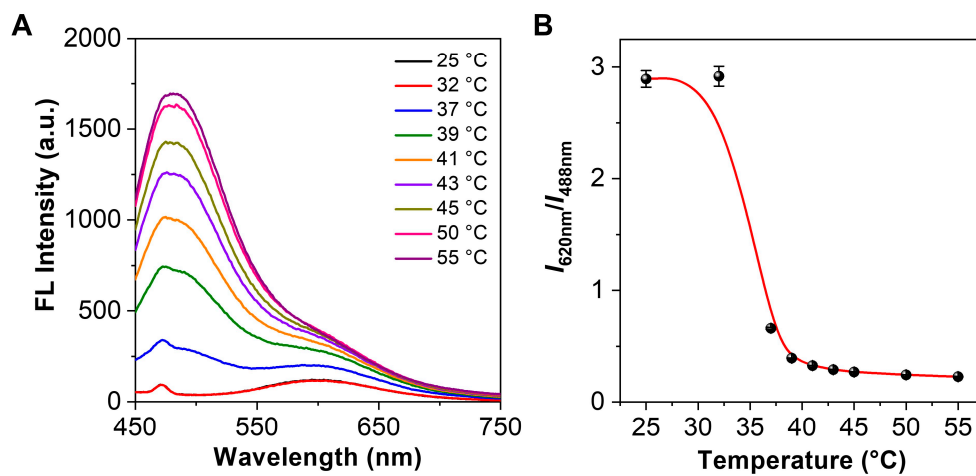 A
FL Intensity (a.u.)
2000
1500
1000
500
0
450
550
650
750
Wavelength (nm)
25 °C
32 °C
37 °C
39 °C
41 °C
43 °C
45 °C
50 °C
55 °C
B
I620nm/I488nm
3
2
1
0
25
30
35
40
45
50
55
Temperature (°C)